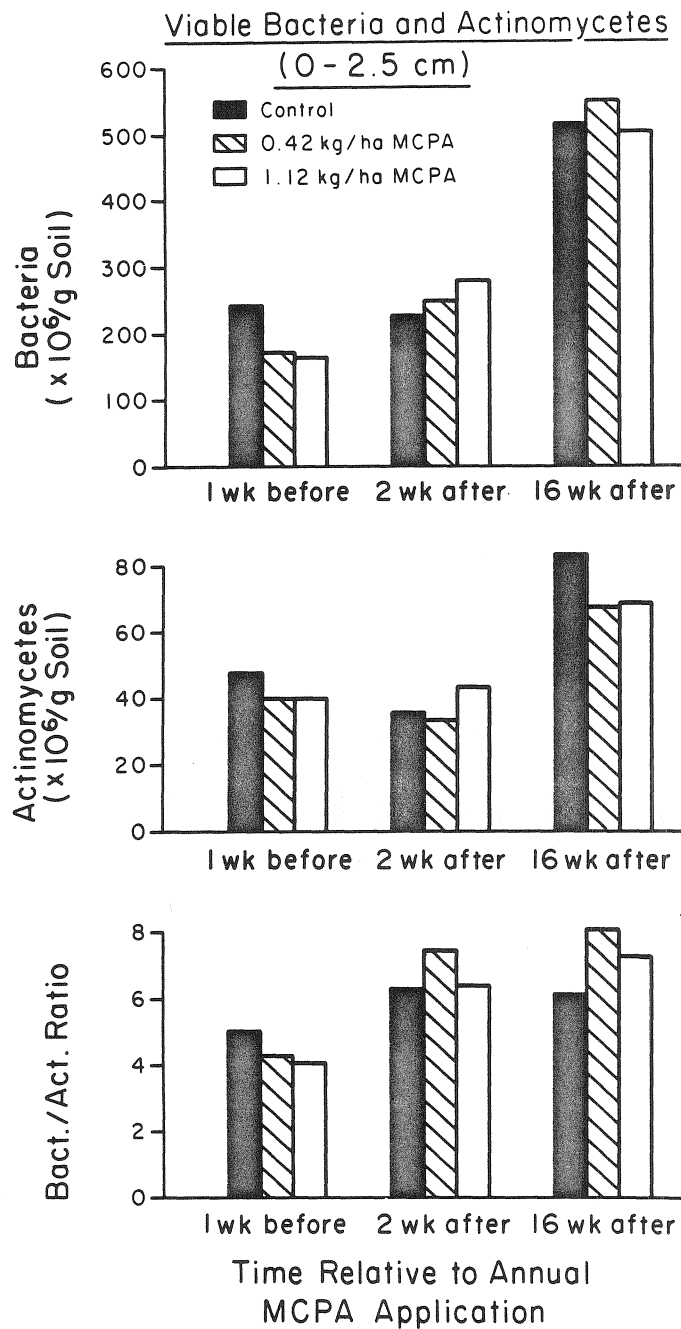 Viable Bacteria and Actinomycetes
(0-2.5 cm)
600
500
400
300
200
100
0
Control
0.42 kg/ha MCPA
1.12 kg/ha MCPA
Bacteria
(x10⁶/g Soil)
1 wk before 2 wk after 16 wk after
80
60
40
20
0
Actinomycetes
(x10⁶/g Soil)
1 wk before 2 wk after 16 wk after
8
6
4
2
0
Bact./Act. Ratio
1 wk before 2 wk after 16 wk after
Time Relative to Annual
MCPA Application